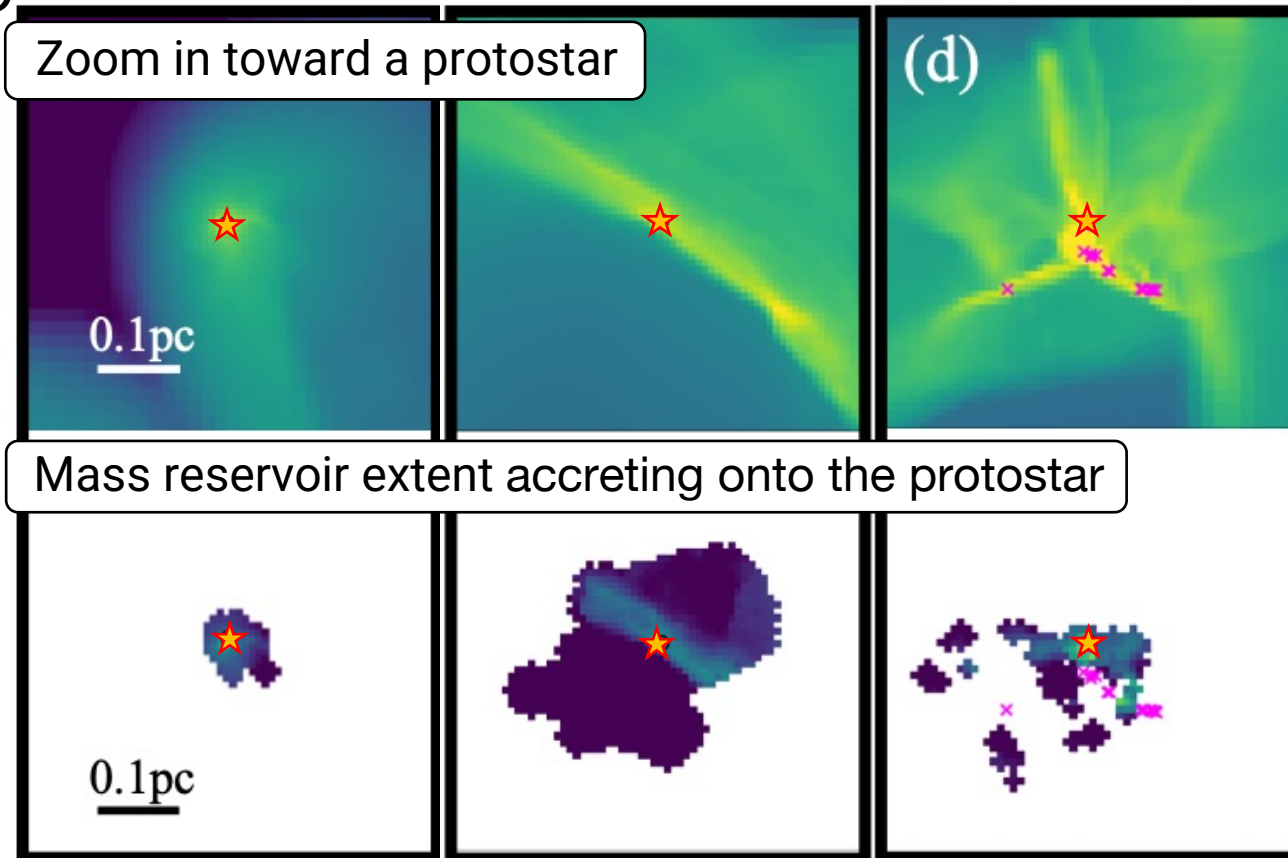 Zoom in toward a protostar
(d)
0.1pc
Mass reservoir extent accreting onto the protostar
0.1pc